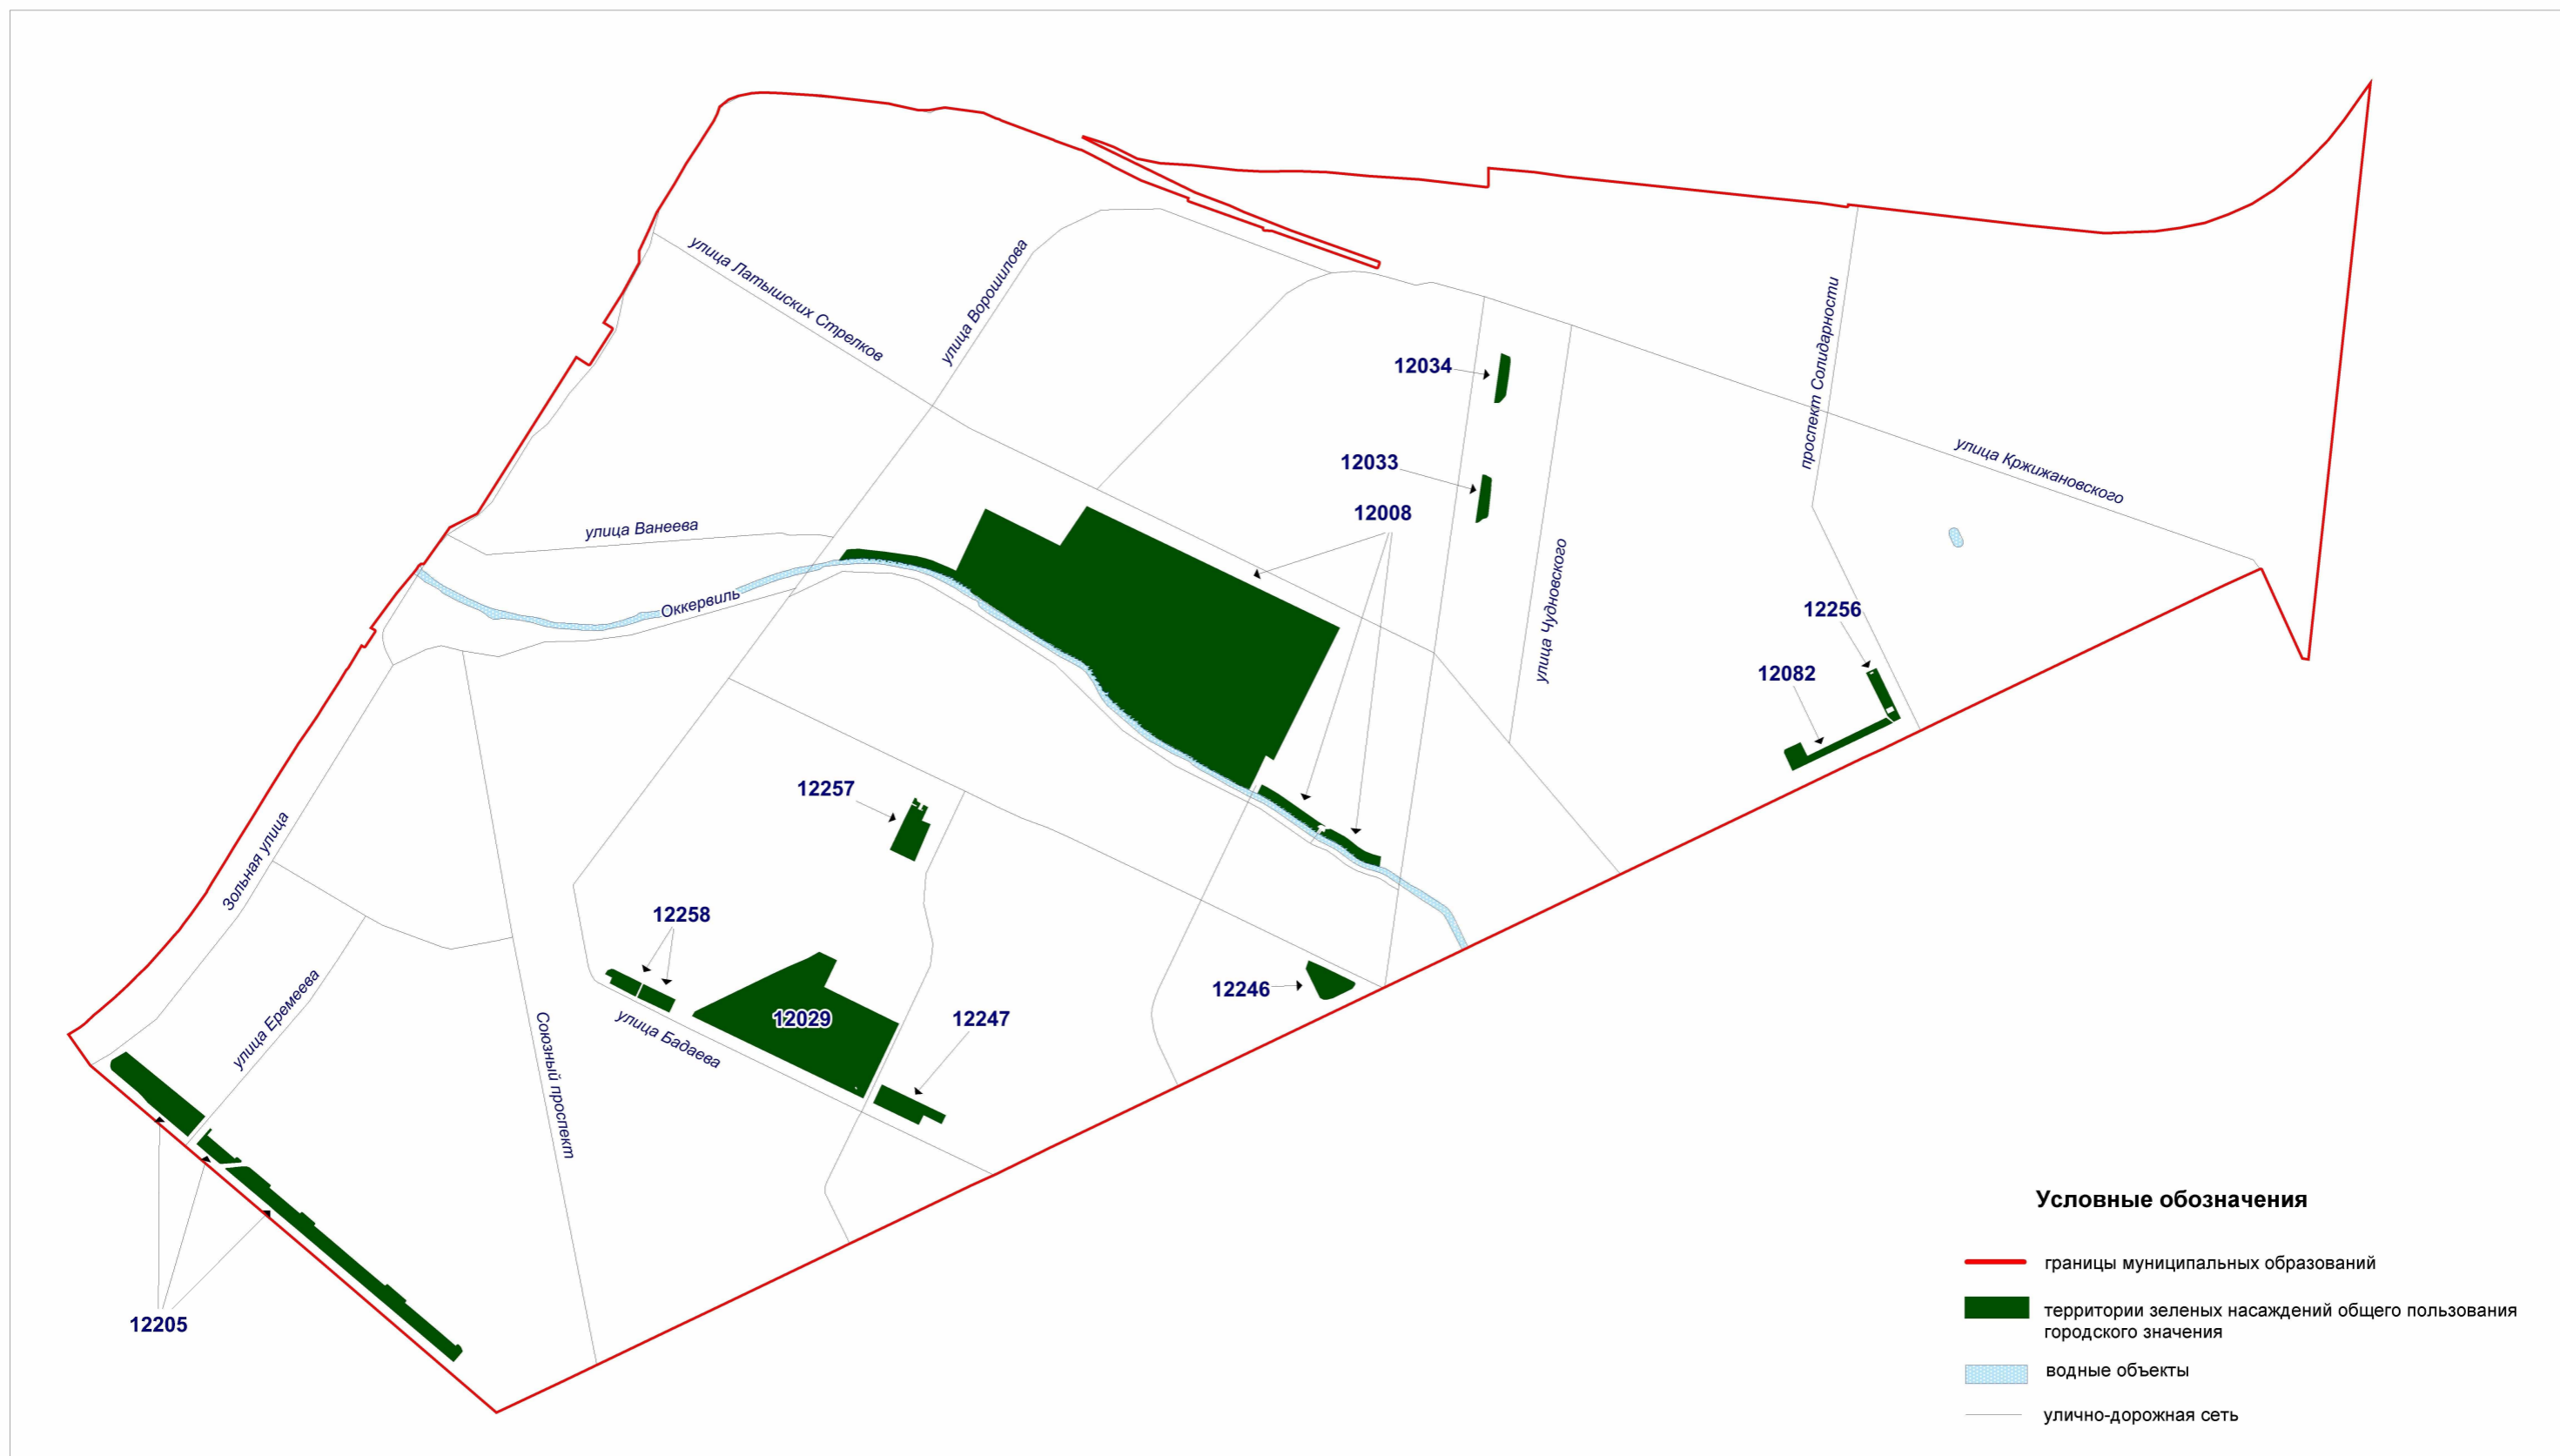 улица Латышских Стрелков
улица Ворошилова
проспект Солидарности
12034
12033
12008
улица Кржижановского
улица Ванеева
Оккервиль
улица Чудновского
12256
12082
12257
Зольная улица
12258
12246
12029
12247
улица Бадаева
улица Еремеева
Союзный проспект
12205
Условные обозначения
границы муниципальных образований
территории зеленых насаждений общего пользования
городского значения
водные объекты
улично-дорожная сеть